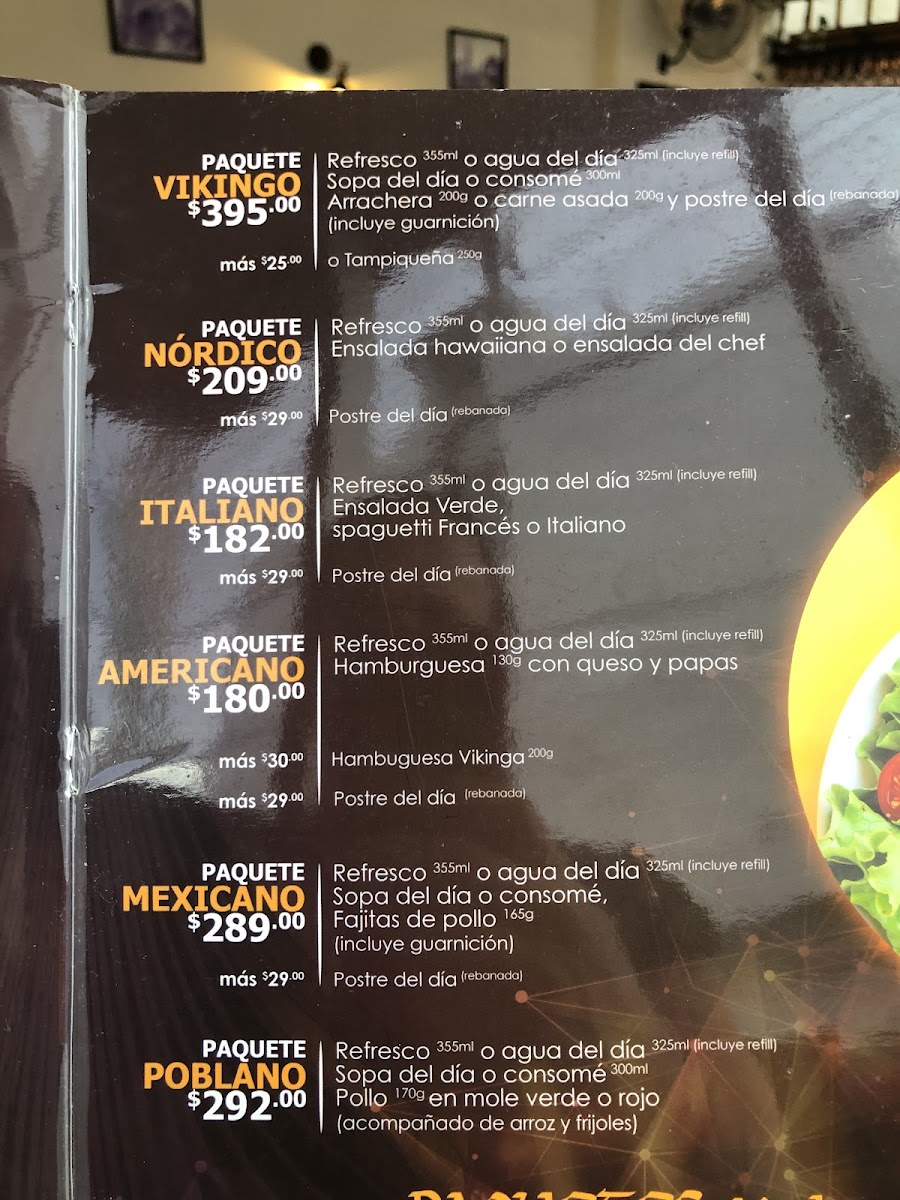 PAQUETE
VIKINGO
$395.00
Refresco 355ml o agua del día 325ml (incluye refill)
Sopa del día o consomé 300ml
Arrachera 200g o carne asada 200g y postre del día (rebanada)
(incluye guarnición)
más $25.00
o Tampiqueña 250g
PAQUETE
NÓRDICO
$209.00
Refresco 355ml o agua del día 325ml (incluye refill)
Ensalada hawaiiana o ensalada del chef
más $29.00
Postre del día (rebanada)
PAQUETE
ITALIANO
$182.00
Refresco 355ml o agua del día 325ml (incluye refill)
Ensalada Verde,
spaguetti Francés o Italiano
más $29.00
Postre del día (rebanada)
PAQUETE
AMERICANO
$180.00
Refresco 355ml o agua del día 325ml (incluye refill)
Hamburguesa 130g con queso y papas
más $30.00
Hambuguesa Vikinga 200g
más $29.00
Postre del día (rebanada)
PAQUETE
MEXICANO
$289.00
Refresco 355ml o agua del día 325ml (incluye refill)
Sopa del día o consomé,
Fajitas de pollo 165g
(incluye guarnición)
más $29.00
Postre del día (rebanada)
PAQUETE
POBLANO
$292.00
Refresco 355ml o agua del día 325ml (incluye refill)
Sopa del día o consomé 300ml
Pollo 170g en mole verde o rojo
(acompañado de arroz y frijoles)